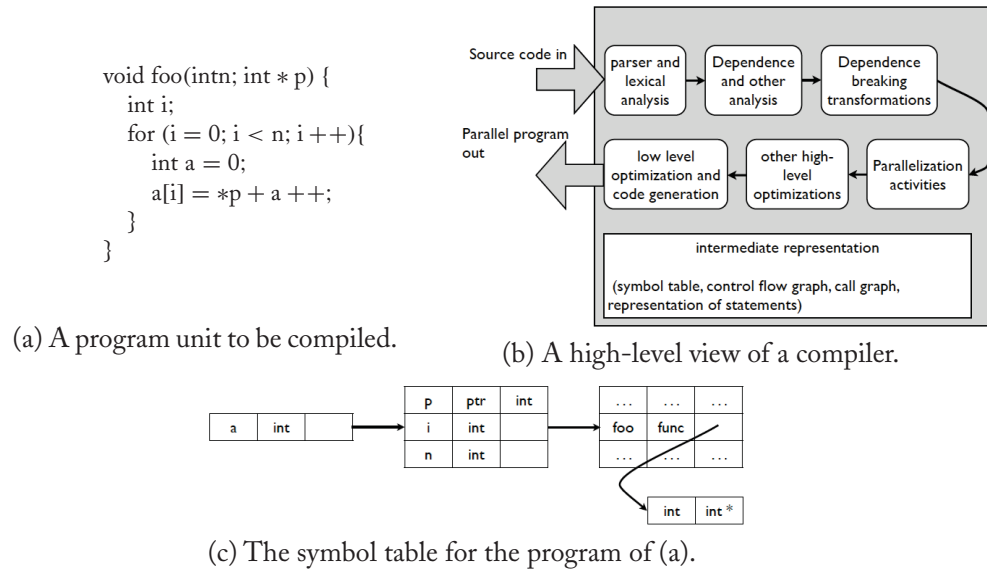 void foo(intn; int * p) {
int i;
for (i = 0; i < n; i ++){
int a = 0;
a[i] = *p + a ++;
}
}
(a) A program unit to be compiled.
Source code in
parser and
lexical
analysis
Dependence
and other
analysis
Dependence
breaking
transformations
Parallel program
out
low level
optimization and
code generation
other high-
level
optimizations
Parallelization
activities
intermediate representation
(symbol table, control flow graph, call graph,
representation of statements)
(b) A high-level view of a compiler.
a int
p ptr int
i int
n int
... ... ...
foo func
... ... ...
int int *
(c) The symbol table for the program of (a).